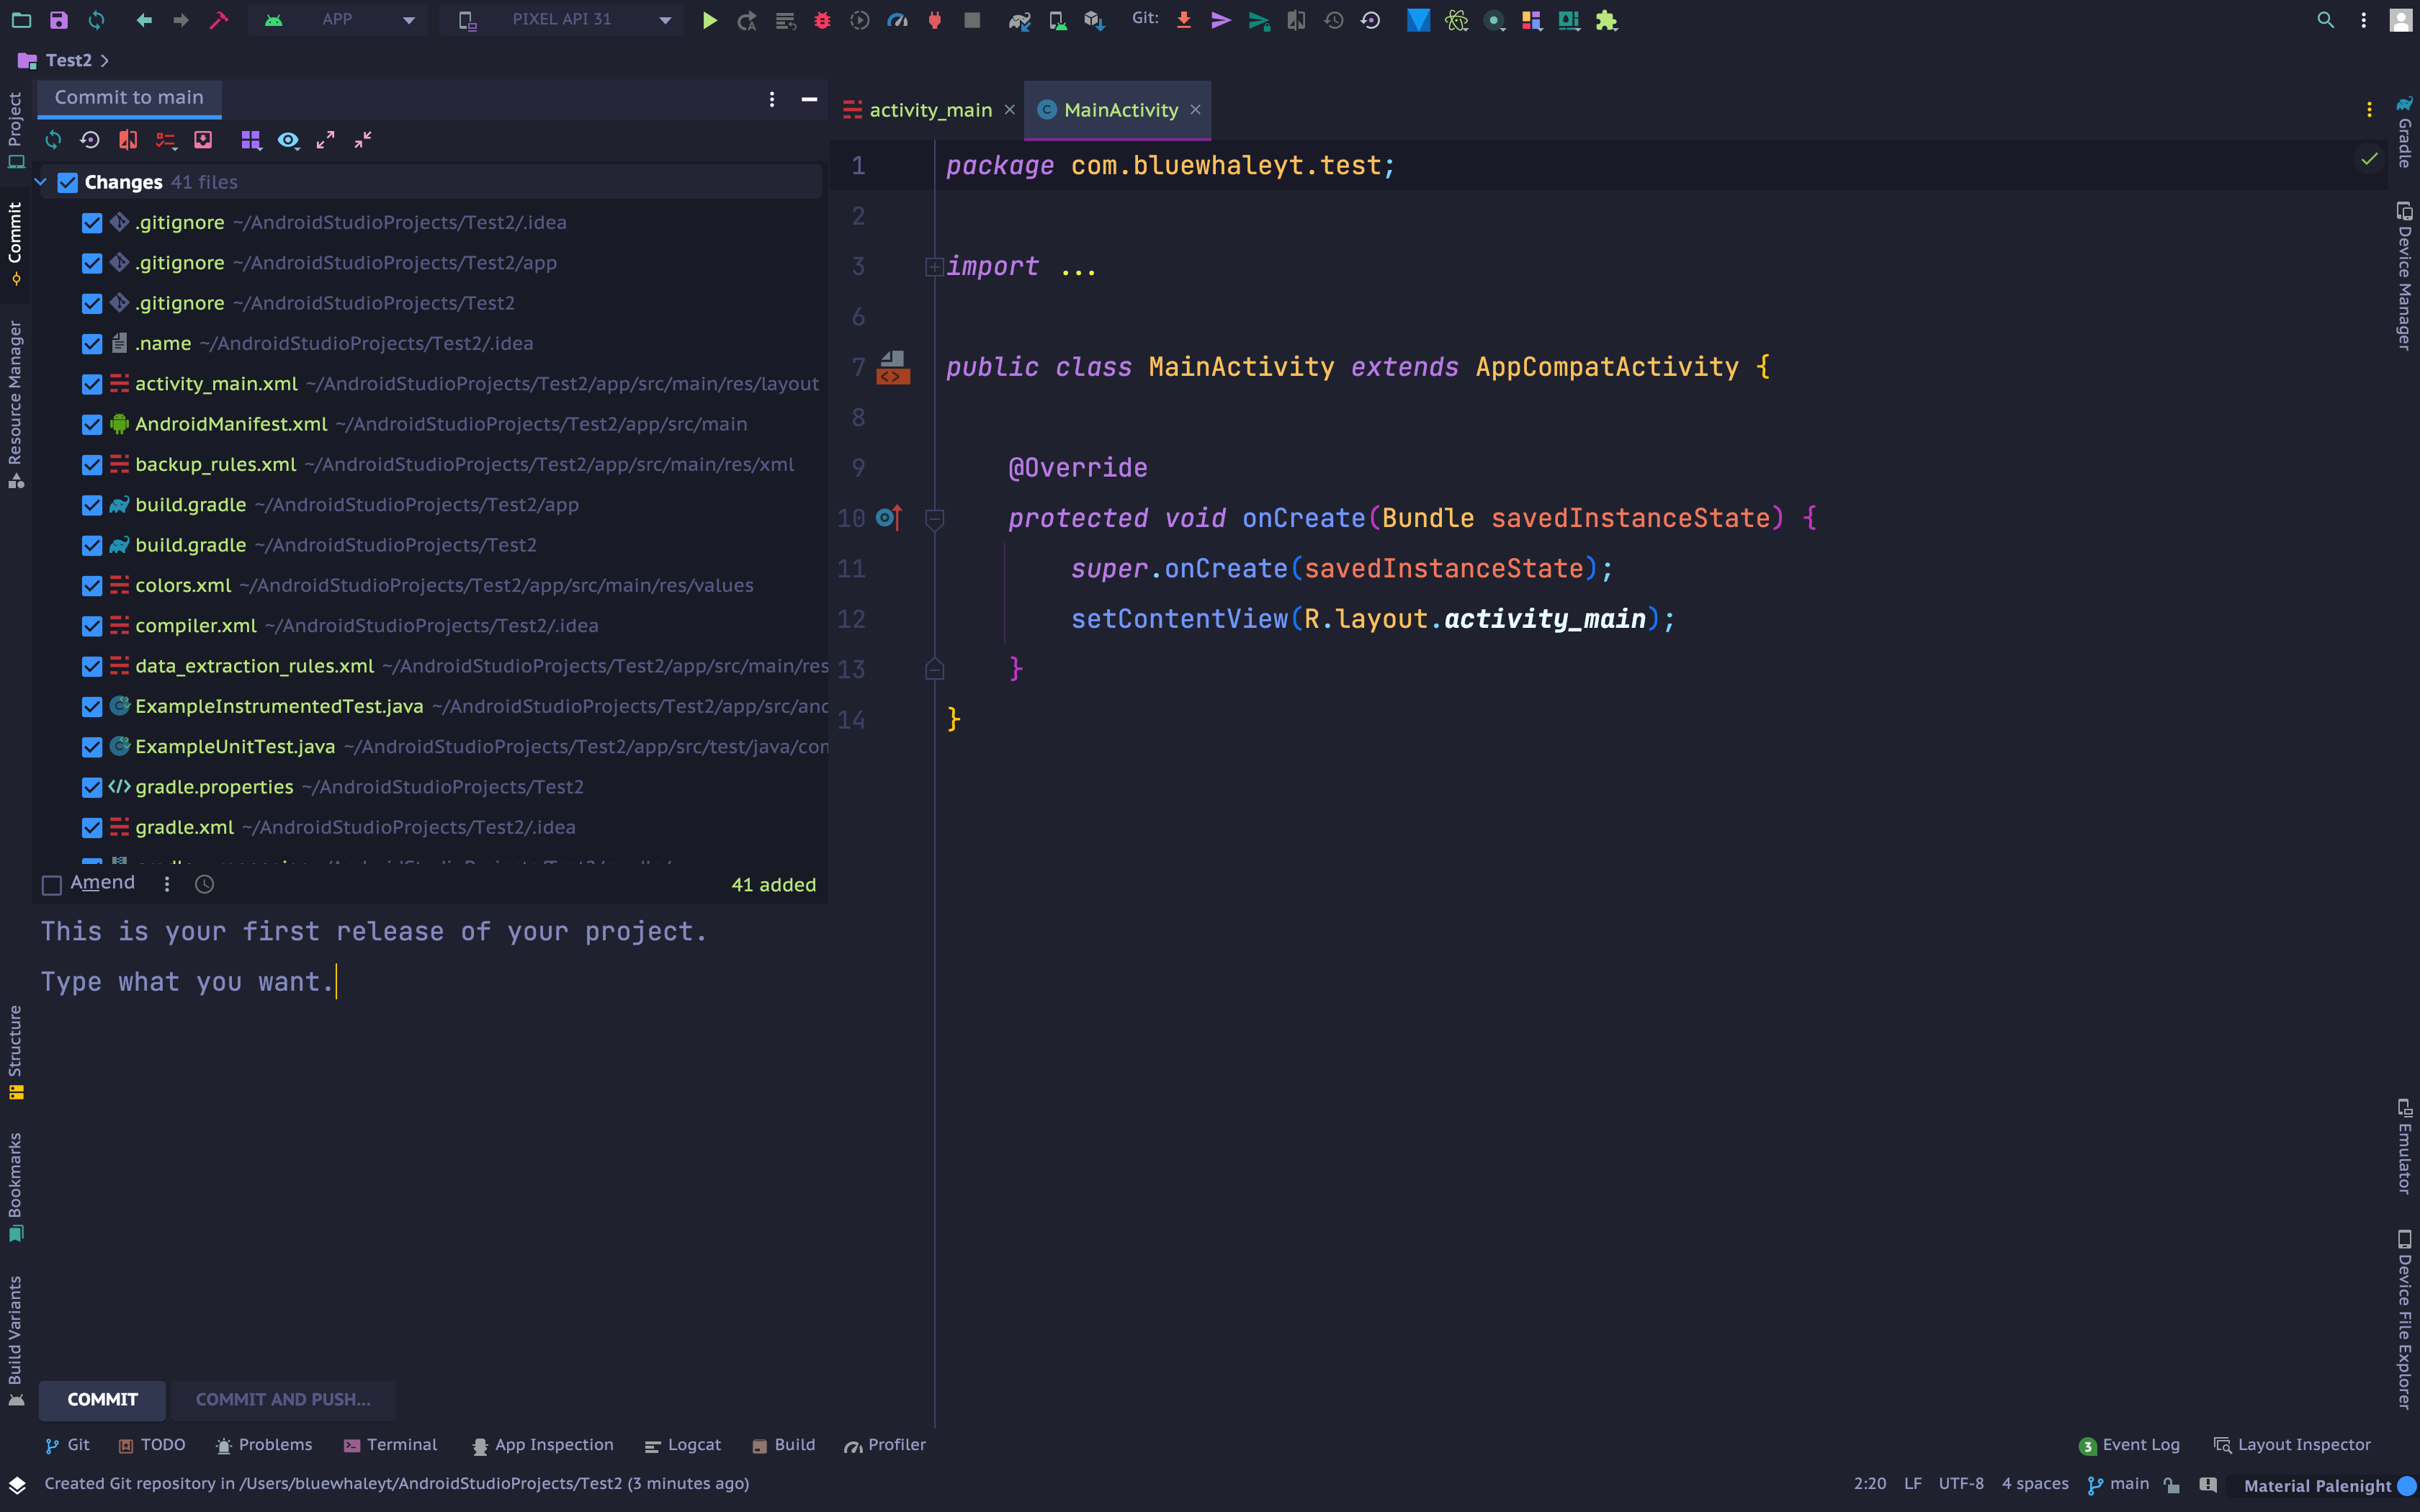 APP
PIXEL API 31
Git:
Test2
Project
Commit
Resource Manager
Structure
Bookmarks
Build Variants
Commit to main
Changes 41 files
.gitignore ~/AndroidStudioProjects/Test2/.idea
.gitignore ~/AndroidStudioProjects/Test2/app
.gitignore ~/AndroidStudioProjects/Test2
.name ~/AndroidStudioProjects/Test2/.idea
activity_main.xml ~/AndroidStudioProjects/Test2/app/src/main/res/layout
AndroidManifest.xml ~/AndroidStudioProjects/Test2/app/src/main
backup_rules.xml ~/AndroidStudioProjects/Test2/app/src/main/res/xml
build.gradle ~/AndroidStudioProjects/Test2/app
build.gradle ~/AndroidStudioProjects/Test2
colors.xml ~/AndroidStudioProjects/Test2/app/src/main/res/values
compiler.xml ~/AndroidStudioProjects/Test2/.idea
data_extraction_rules.xml ~/AndroidStudioProjects/Test2/app/src/main/res
ExampleInstrumentedTest.java ~/AndroidStudioProjects/Test2/app/src/and
ExampleUnitTest.java ~/AndroidStudioProjects/Test2/app/src/test/java/con
gradle.properties ~/AndroidStudioProjects/Test2
gradle.xml ~/AndroidStudioProjects/Test2/.idea
Amend
41 added
This is your first release of your project.
Type what you want.
COMMIT
COMMIT AND PUSH...
activity_main
MainActivity
1 package com.bluewhaleyt.test;
2
3 import ...
6
7 public class MainActivity extends AppCompatActivity {
8
9 @Override
10 protected void onCreate(Bundle savedInstanceState) {
11 super.onCreate(savedInstanceState);
12 setContentView(R.layout.activity_main);
13 }
14 }
Gradle
Device Manager
Emulator
Device File Explorer
Git
TODO
Problems
Terminal
App Inspection
Logcat
Build
Profiler
3 Event Log
Layout Inspector
Created Git repository in /Users/bluewhaleyt/AndroidStudioProjects/Test2 (3 minutes ago)
2:20
LF
UTF-8
4 spaces
main
Material Palenight